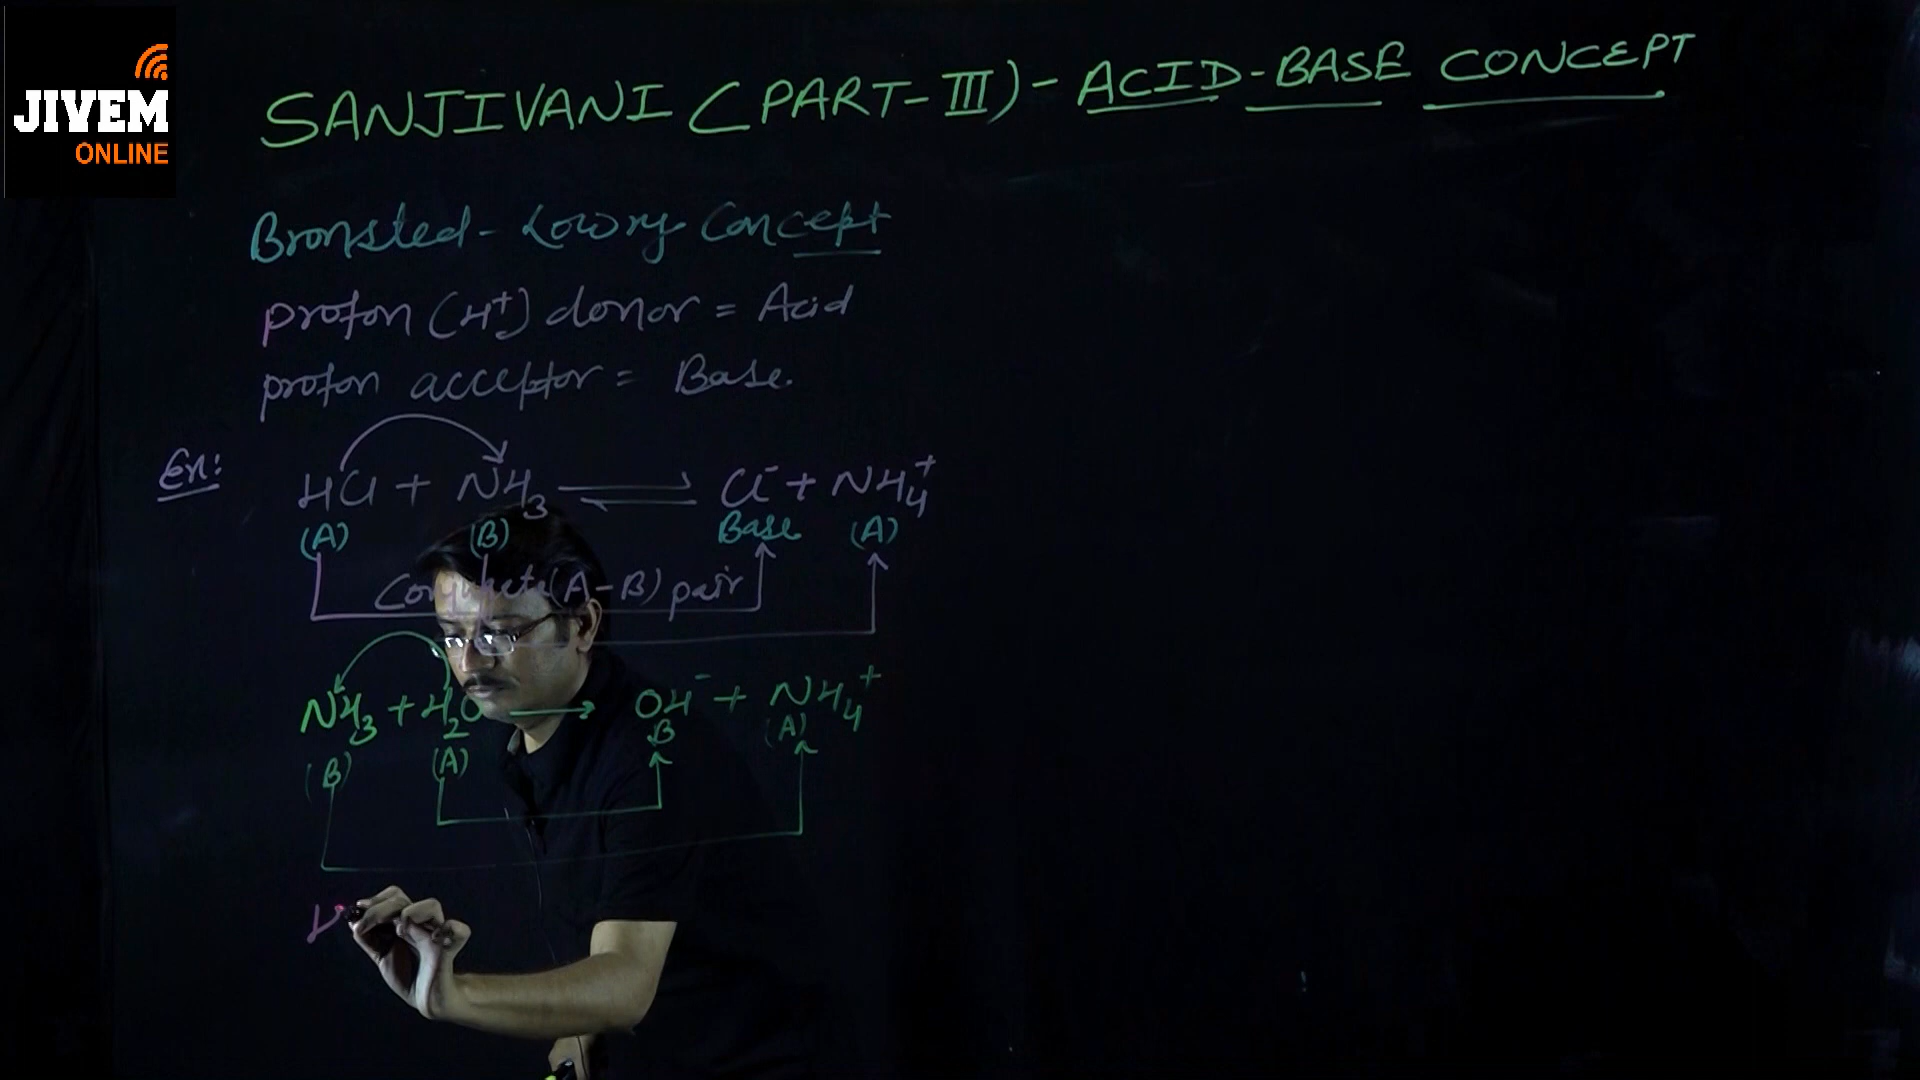 JIVEM
ONLINE
SANJIVANI (PART-III) - ACID-BASE CONCEPT
Bronsted-Lowry Concept
proton (H⁺) donor = Acid
proton acceptor = Base.
Ex:
HCl + NH₃ ⇌ Cl⁻ + NH₄⁺
(A) (B) Base (A)
Conjugate (A-B) pair
NH₃ + H₂O → OH⁻ + NH₄⁺
(B) (A) B (A)